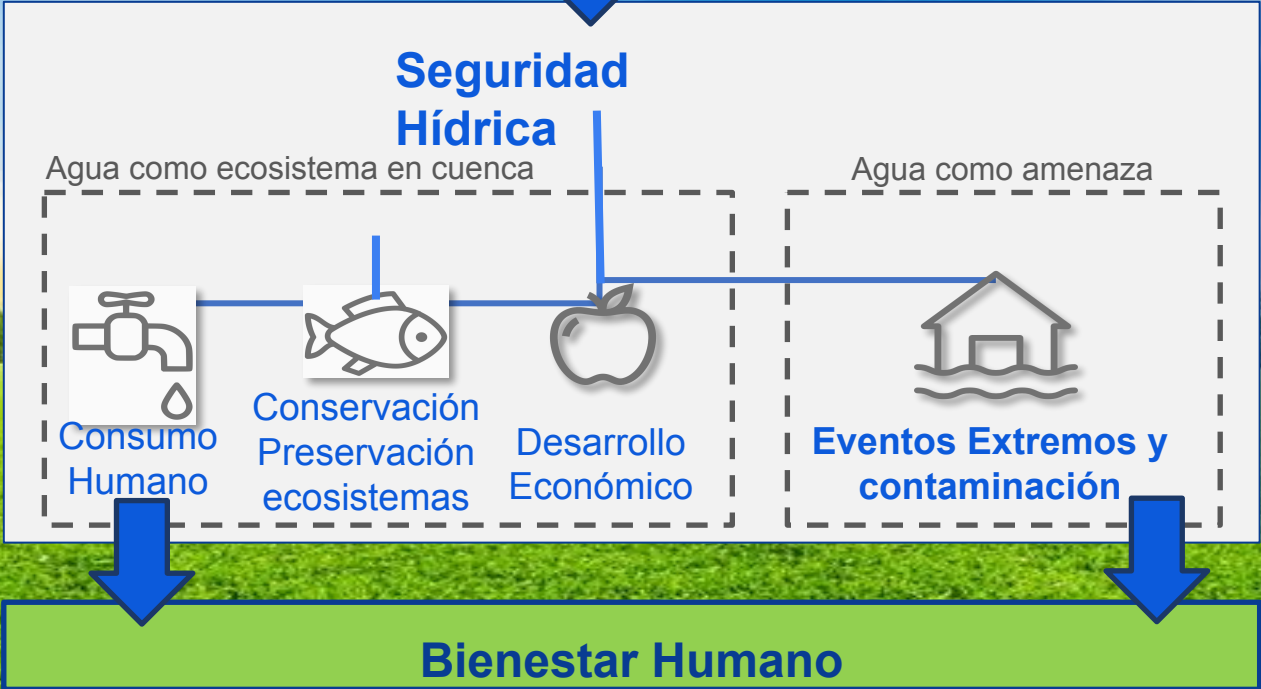 Seguridad
Hídrica
Agua como ecosistema en cuenca
Agua como amenaza
Consumo
Humano
Conservación
Preservación
ecosistemas
Desarrollo
Económico
Eventos Extremos y
contaminación
Bienestar Humano